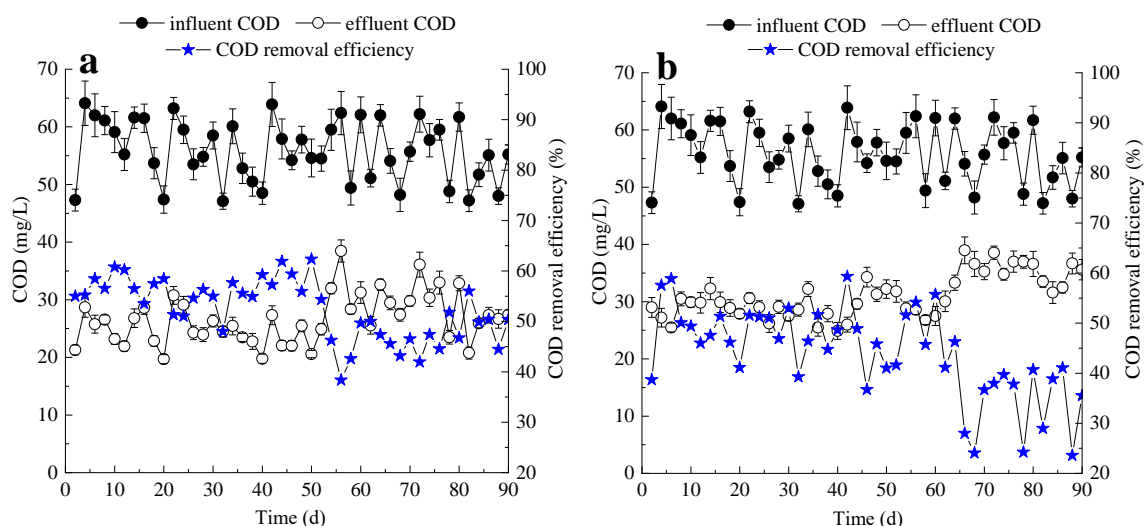 influent COD effluent COD
COD removal efficiency
a
70
60
50
40
30
20
10
0
COD (mg/L)
100
90
80
70
60
50
40
30
20
COD removal efficiency (%)
0 10 20 30 40 50 60 70 80 90
Time (d)
influent COD effluent COD
COD removal efficiency
b
70
60
50
40
30
20
10
0
COD (mg/L)
100
90
80
70
60
50
40
30
20
COD removal efficiency (%)
0 10 20 30 40 50 60 70 80 90
Time (d)